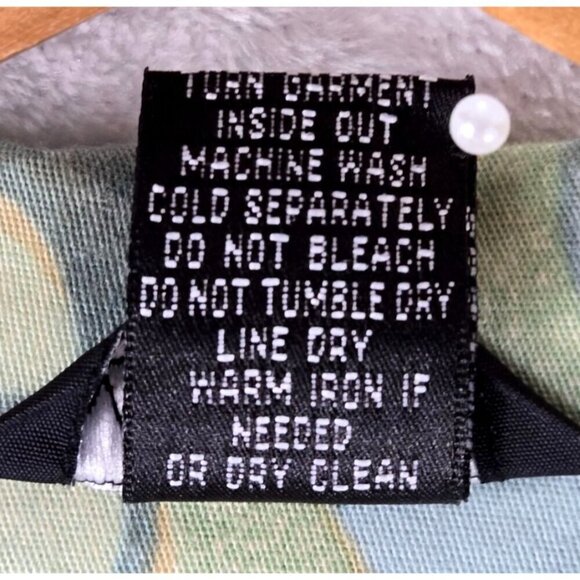 TURN GARMENT
INSIDE OUT
MACHINE WASH
COLD SEPARATELY
DO NOT BLEACH
DO NOT TUMBLE DRY
LINE DRY
WARM IRON IF
NEEDED
OR DRY CLEAN